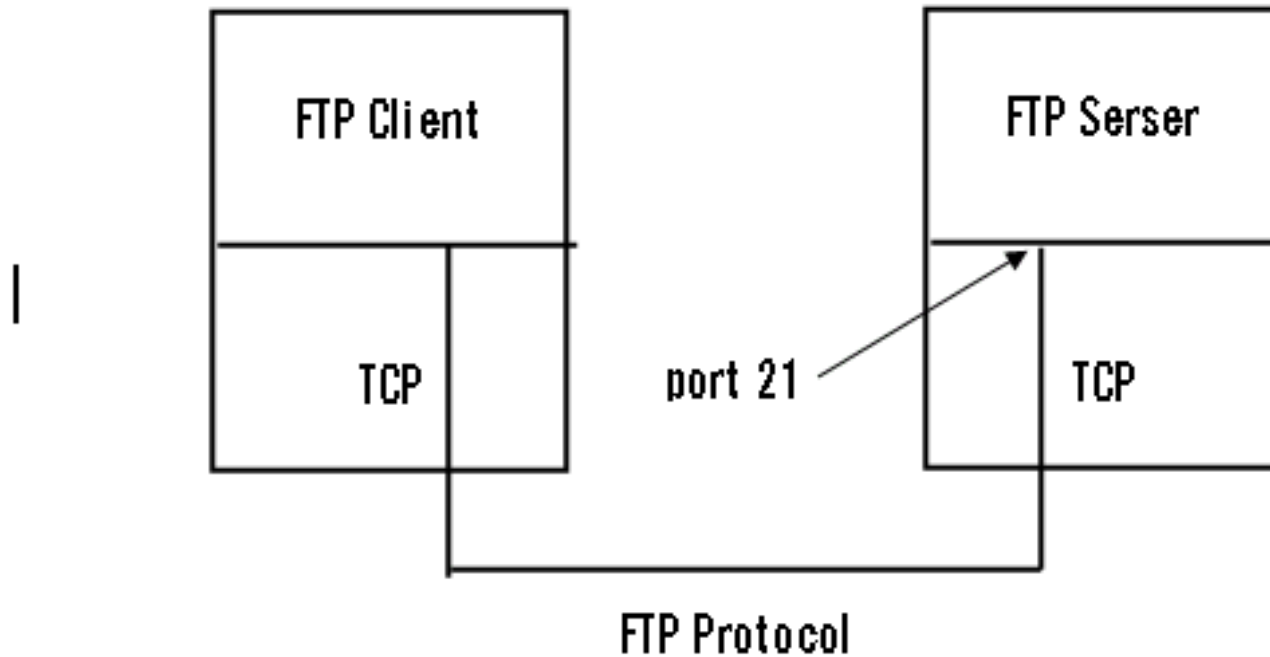 FTP Client
FTP Serser
TCP
port 21
TCP
FTP Protocol